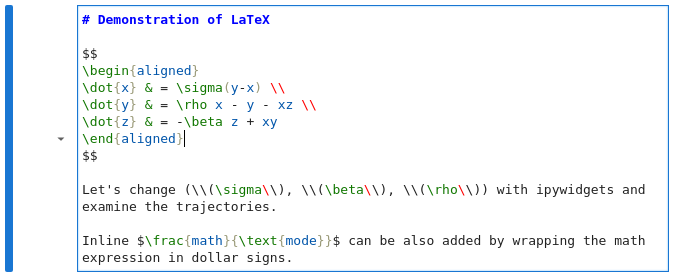 # Demonstration of LaTeX
$$
\begin{aligned}
\dot{x} & = \sigma(y-x) \\
\dot{y} & = \rho x - y - xz \\
\dot{z} & = -\beta z + xy
\end{aligned}
$$
Let's change (\\(\sigma\\), \\(\beta\\), \\(\rho\\)) with ipywidgets and
examine the trajectories.
Inline $\frac{math}{\text{mode}}$ can be also added by wrapping the math
expression in dollar signs.